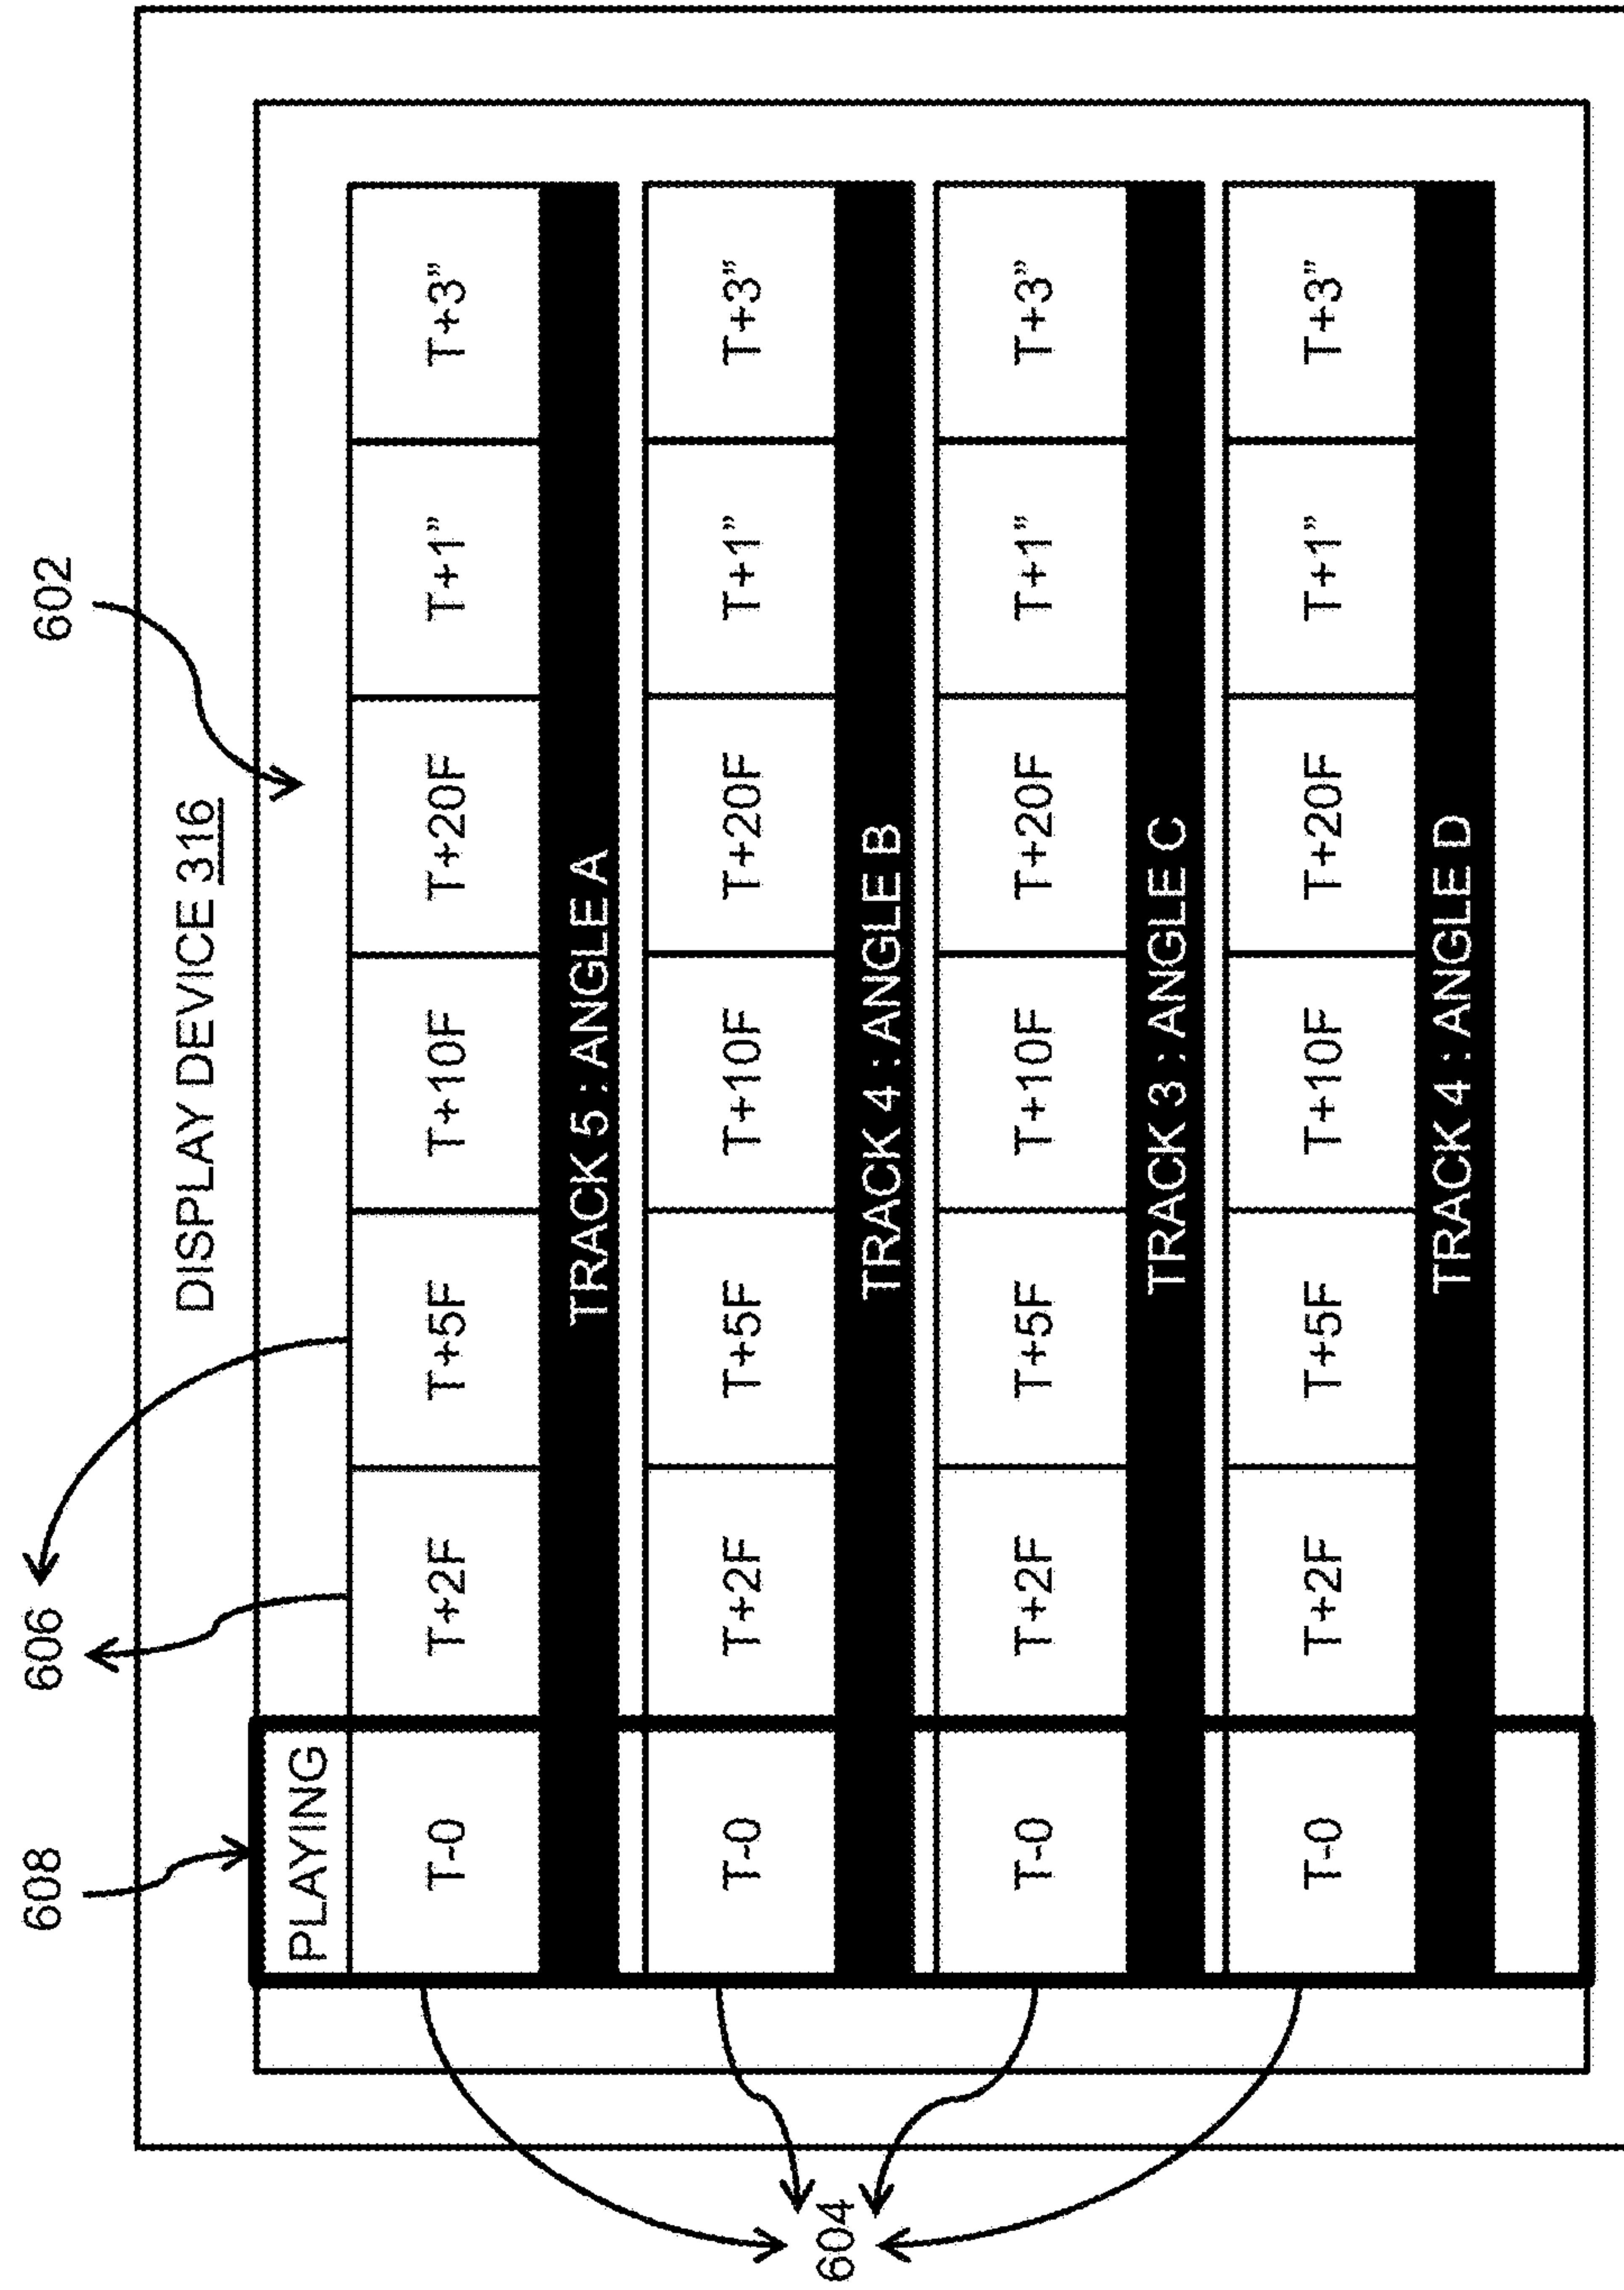 602
606
608
DISPLAY DEVICE 316
PLAYING
T-0 T+2F T+5F T+10F T+20F T+1” T+3”
TRACK 5 : ANGLE A
T-0 T+2F T+5F T+10F T+20F T+1” T+3”
TRACK 4 : ANGLE B
T-0 T+2F T+5F T+10F T+20F T+1” T+3”
TRACK 3 : ANGLE C
T-0 T+2F T+5F T+10F T+20F T+1” T+3”
TRACK 4 : ANGLE D
604